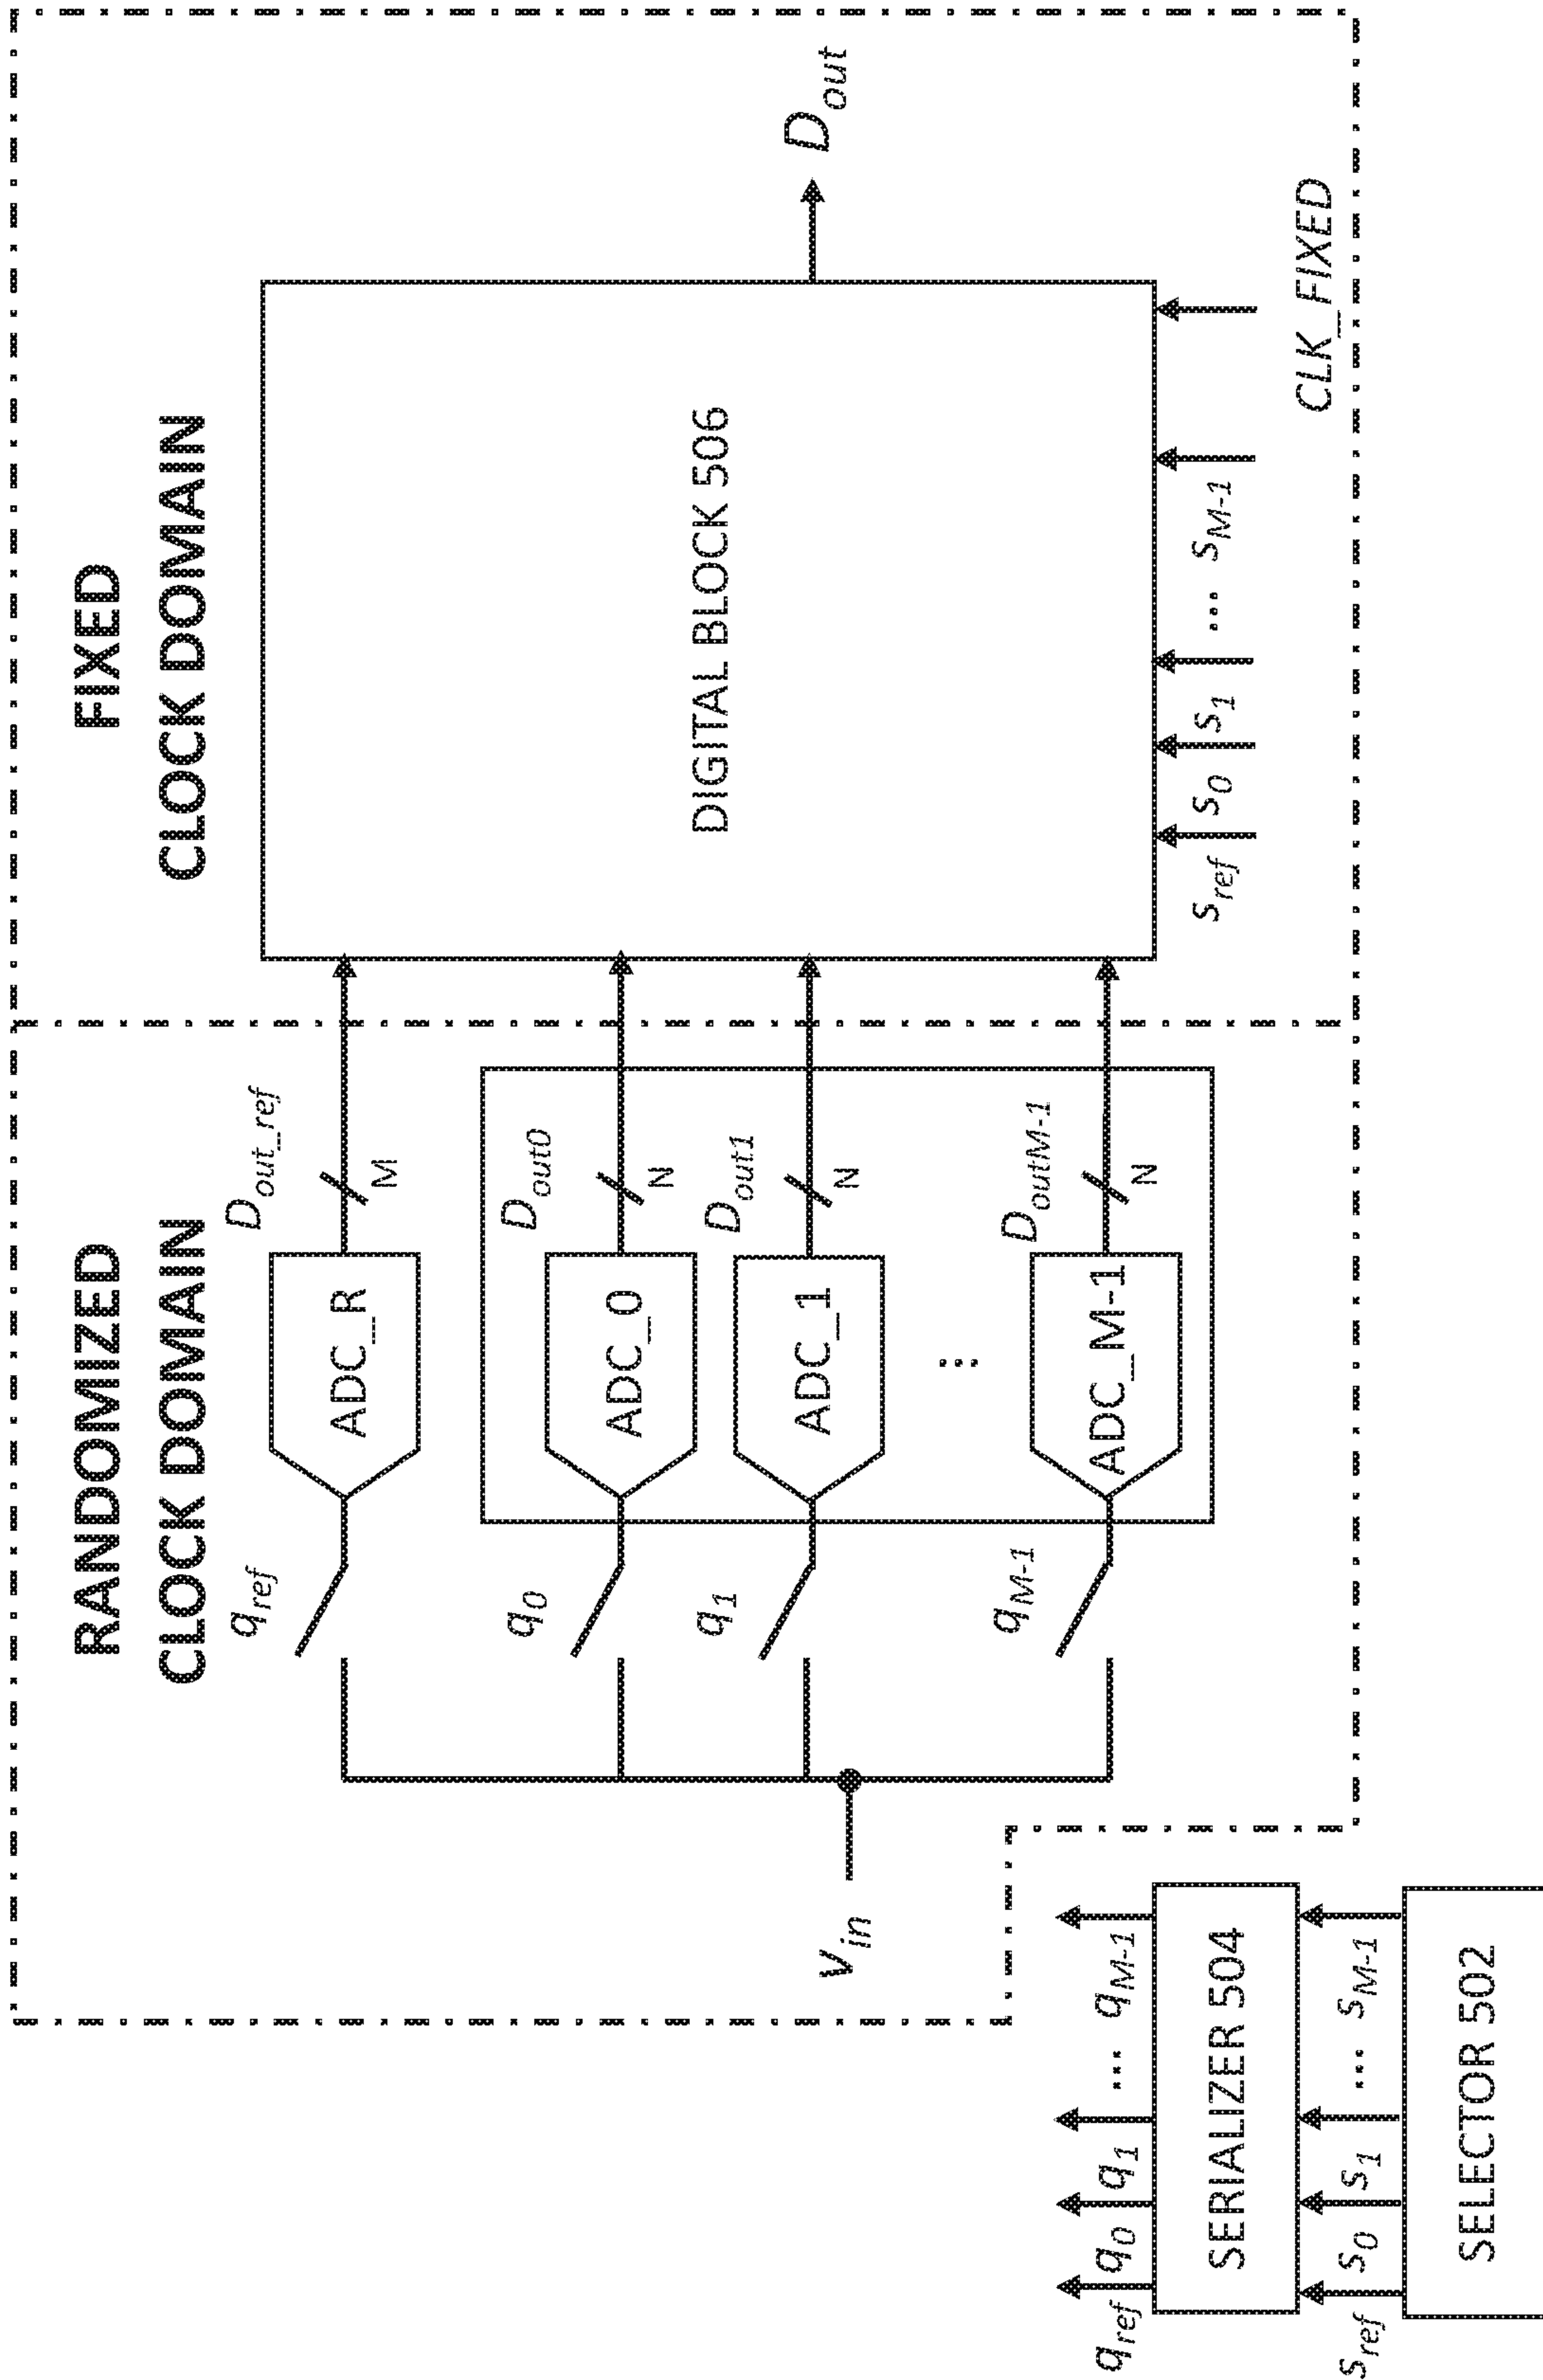 RANDOMIZED
CLOCK DOMAIN
FIXED
CLOCK DOMAIN
q_ref
ADC_R
D_out_ref
M
q_0
ADC_0
D_out0
N
q_1
ADC_1
D_out1
N
⋮
q_M-1
ADC_M-1
D_outM-1
N
v_in
DIGITAL BLOCK 506
D_out
s_ref s_0 s_1 ... s_M-1
CLK_FIXED
q_ref q_0 q_1 ... q_M-1
SERIALIZER 504
s_ref s_0 s_1 ... s_M-1
SELECTOR 502